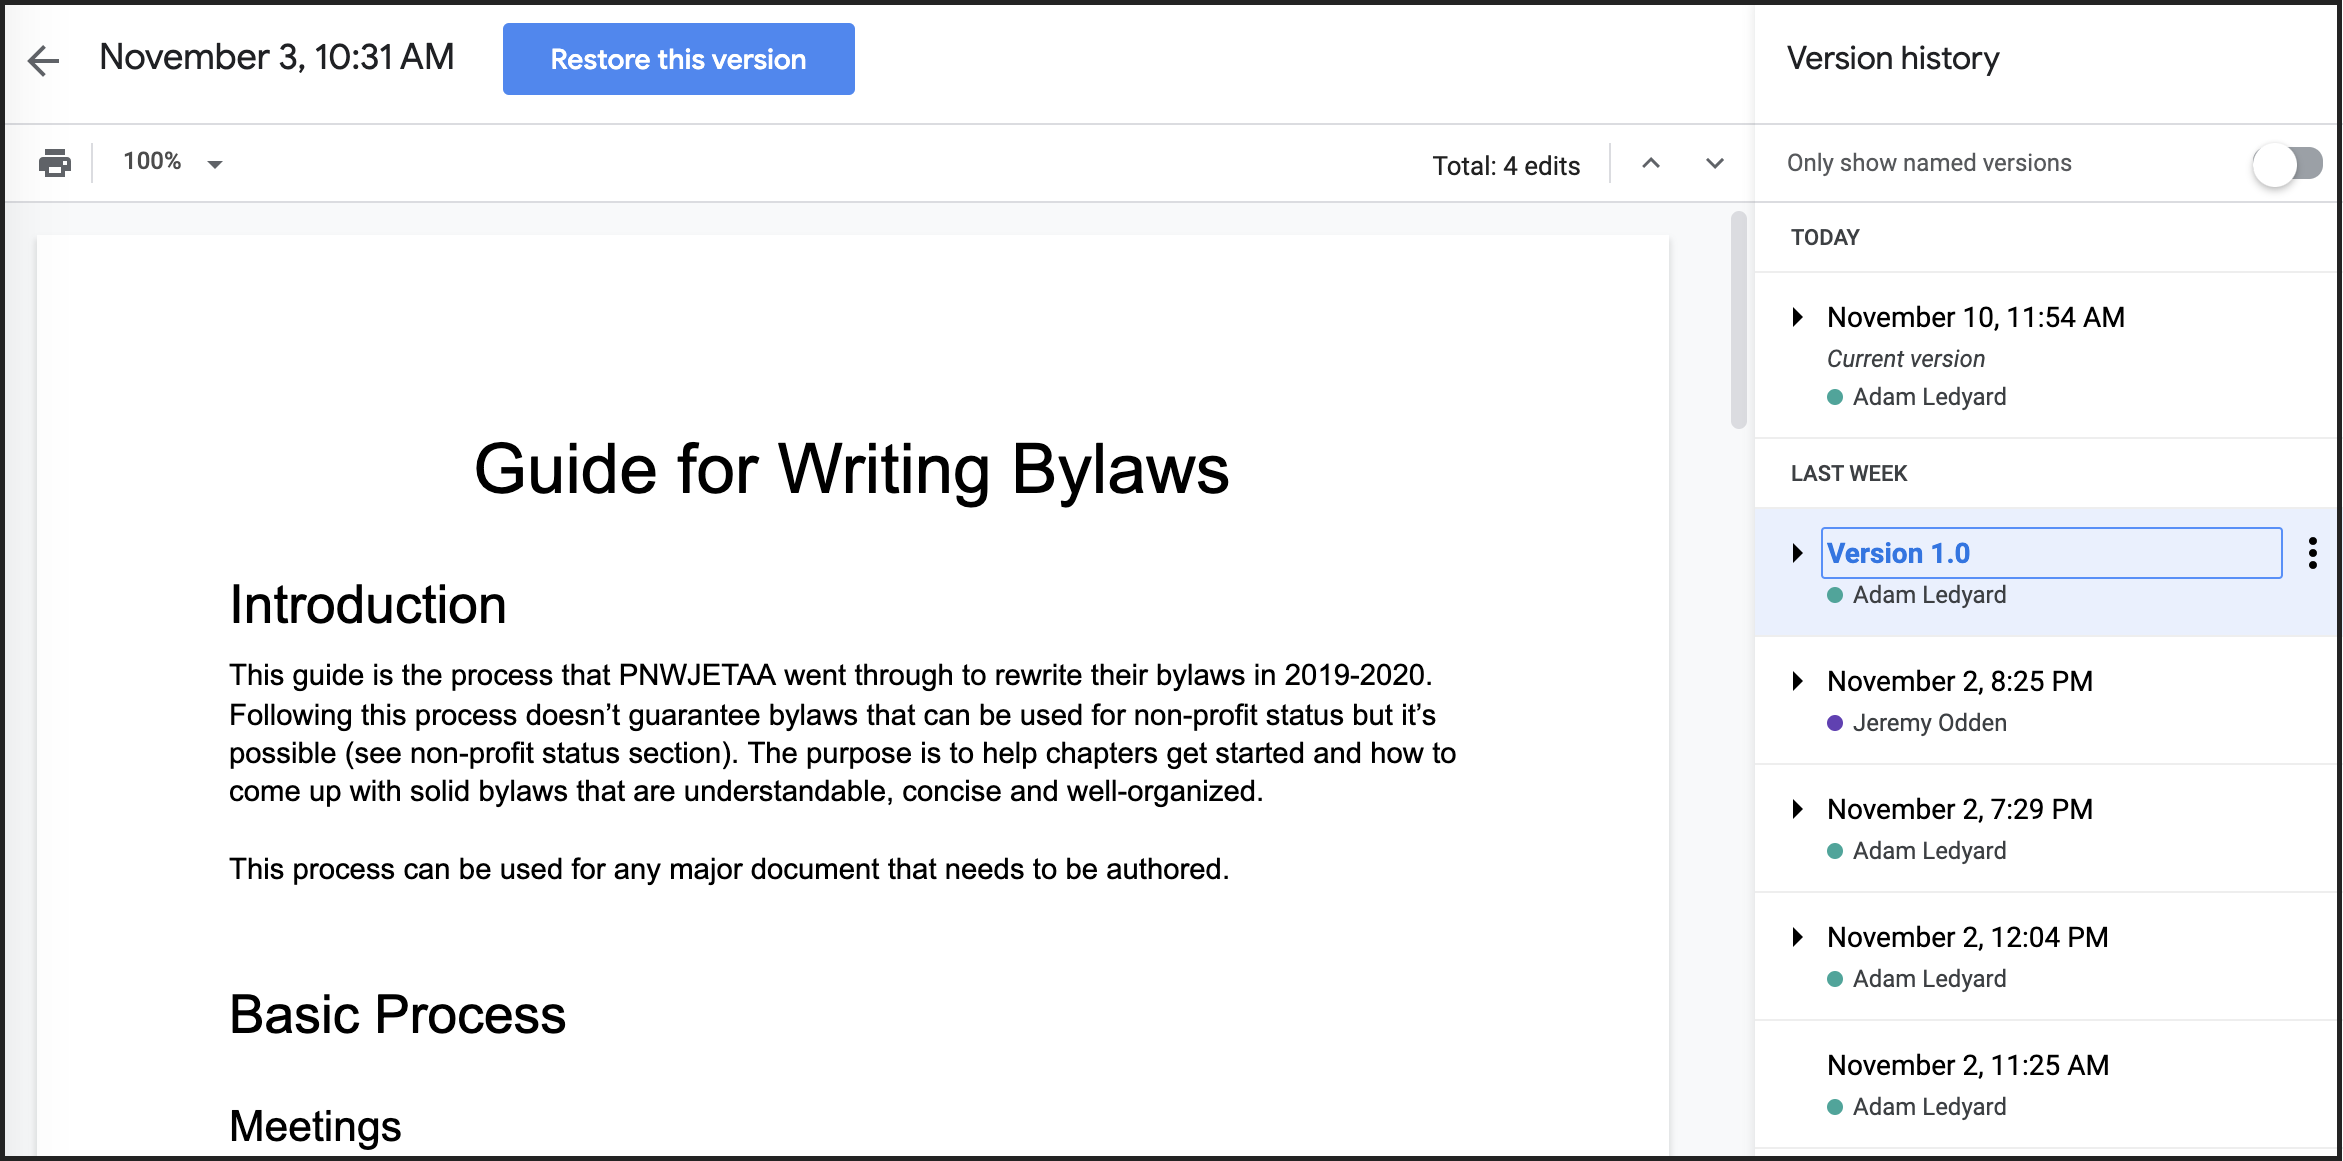 November 3, 10:31 AM
Restore this version
100%
Total: 4 edits
Guide for Writing Bylaws
Introduction
This guide is the process that PNWJETAA went through to rewrite their bylaws in 2019-2020.
Following this process doesn’t guarantee bylaws that can be used for non-profit status but it’s
possible (see non-profit status section). The purpose is to help chapters get started and how to
come up with solid bylaws that are understandable, concise and well-organized.
This process can be used for any major document that needs to be authored.
Basic Process
Meetings
Version history
Only show named versions
TODAY
November 10, 11:54 AM
Current version
Adam Ledyard
LAST WEEK
Version 1.0
Adam Ledyard
November 2, 8:25 PM
Jeremy Odden
November 2, 7:29 PM
Adam Ledyard
November 2, 12:04 PM
Adam Ledyard
November 2, 11:25 AM
Adam Ledyard